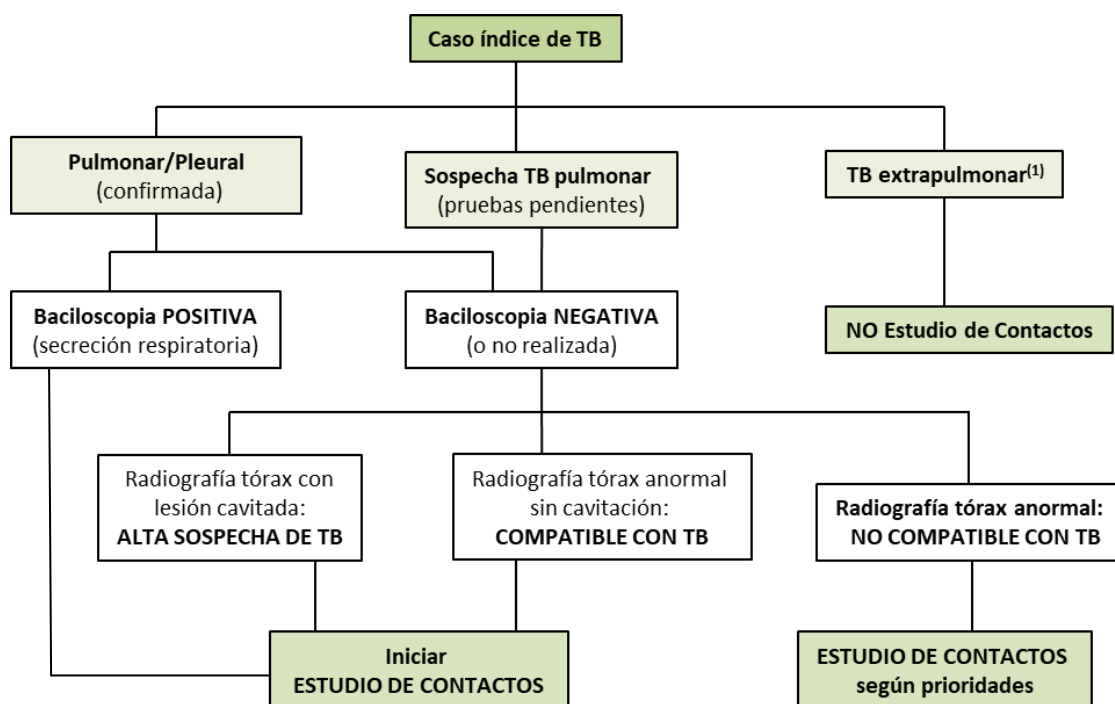 Caso índice de TB
Pulmonar/Pleural
(confirmada)
Sospecha TB pulmonar
(pruebas pendientes)
TB extrapulmonar(1)
Baciloscopia POSITIVA
(secreción respiratoria)
Baciloscopia NEGATIVA
(o no realizada)
NO Estudio de Contactos
Radiografía tórax con
lesión cavitada:
ALTA SOSPECHA DE TB
Radiografía tórax anormal
sin cavitación:
COMPATIBLE CON TB
Radiografía tórax anormal:
NO COMPATIBLE CON TB
Iniciar
ESTUDIO DE CONTACTOS
ESTUDIO DE CONTACTOS
según prioridades